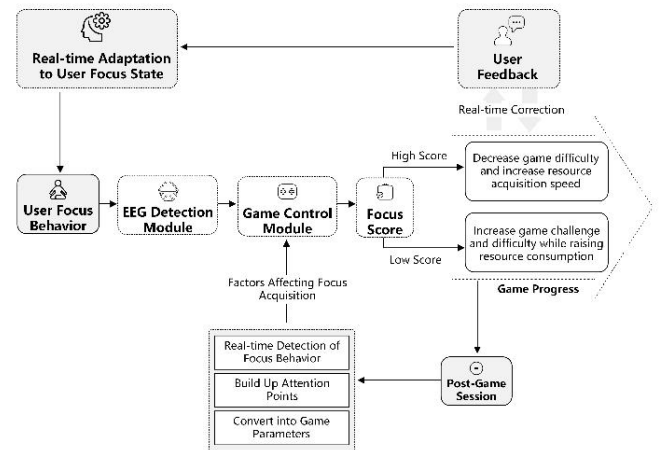 Real-time Adaptation
to User Focus State
User
Feedback
Real-time Correction
User Focus
Behavior
EEG Detection
Module
Game Control
Module
Focus
Score
High Score
Low Score
Decrease game difficulty
and increase resource
acquisition speed
Increase game challenge
and difficulty while raising
resource consumption
Game Progress
Factors Affecting Focus
Acquisition
Real-time Detection of
Focus Behavior
Build Up Attention
Points
Convert into Game
Parameters
Post-Game
Session